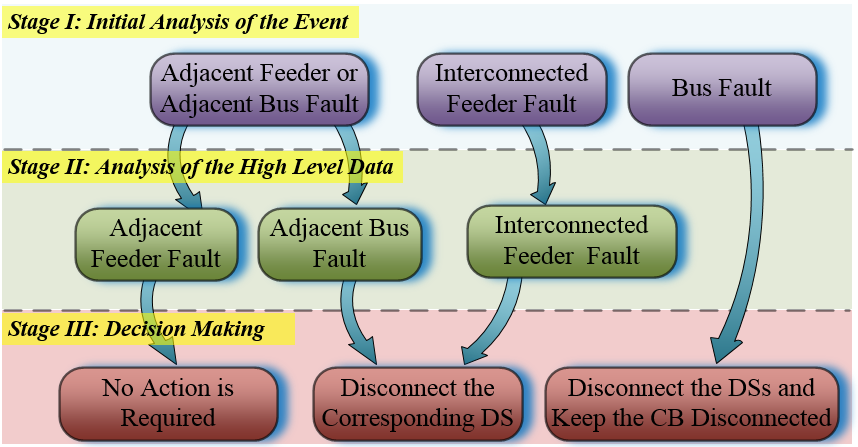 Stage I: Initial Analysis of the Event
Adjacent Feeder or
Adjacent Bus Fault
Interconnected
Feeder Fault
Bus Fault
Stage II: Analysis of the High Level Data
Adjacent
Feeder Fault
Adjacent Bus
Fault
Interconnected
Feeder Fault
Stage III: Decision Making
No Action is
Required
Disconnect the
Corresponding DS
Disconnect the DSs and
Keep the CB Disconnected